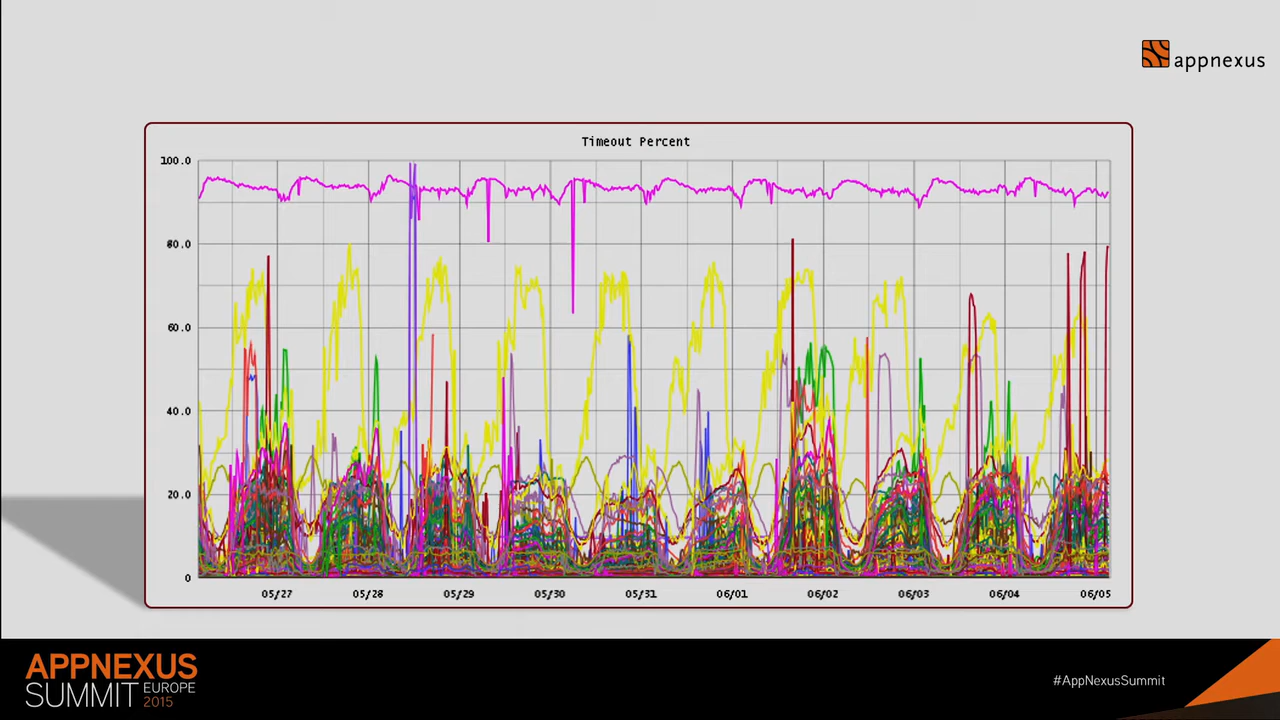 appnexus
Timeout Percent
100.0
80.0
60.0
40.0
20.0
0
05/27 05/28 05/29 05/30 05/31 06/01 06/02 06/03 06/04 06/05
APPNEXUS
SUMMIT EUROPE 2015
#AppNexusSummit